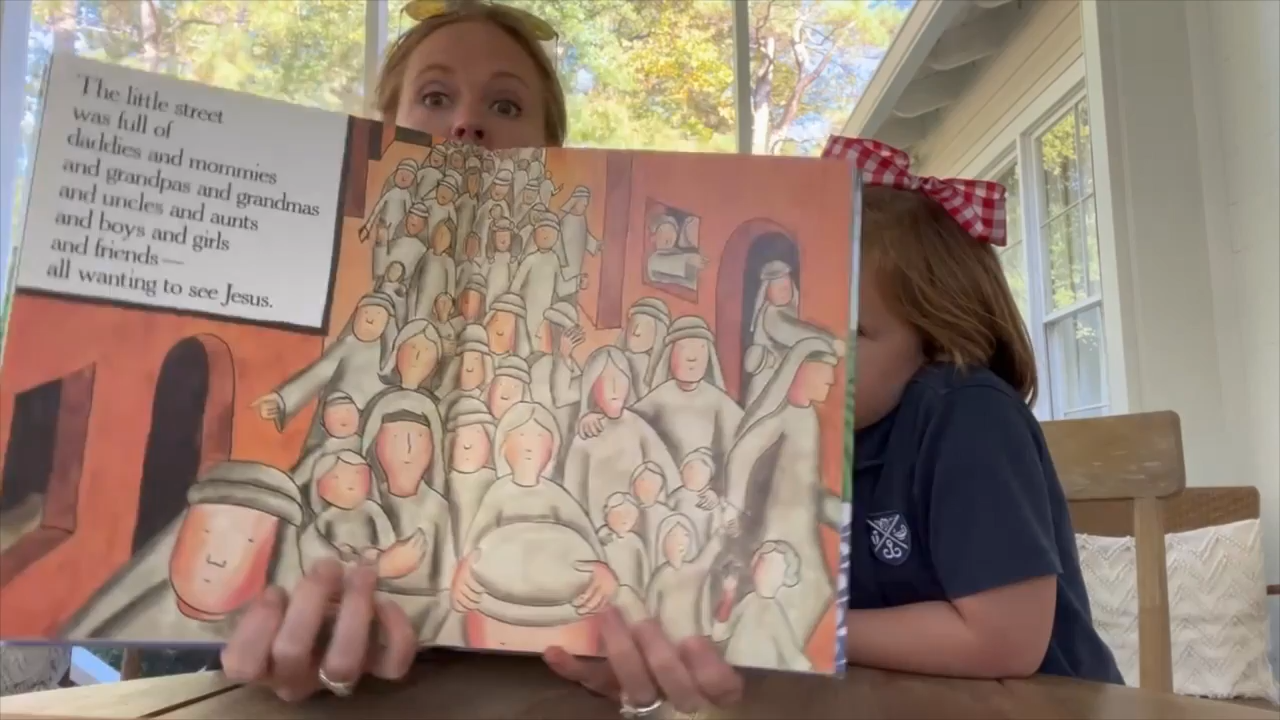 The little street
was full of
daddies and mommies
and grandpas and grandmas
and uncles and aunts
and boys and girls
and friends —
all wanting to see Jesus.